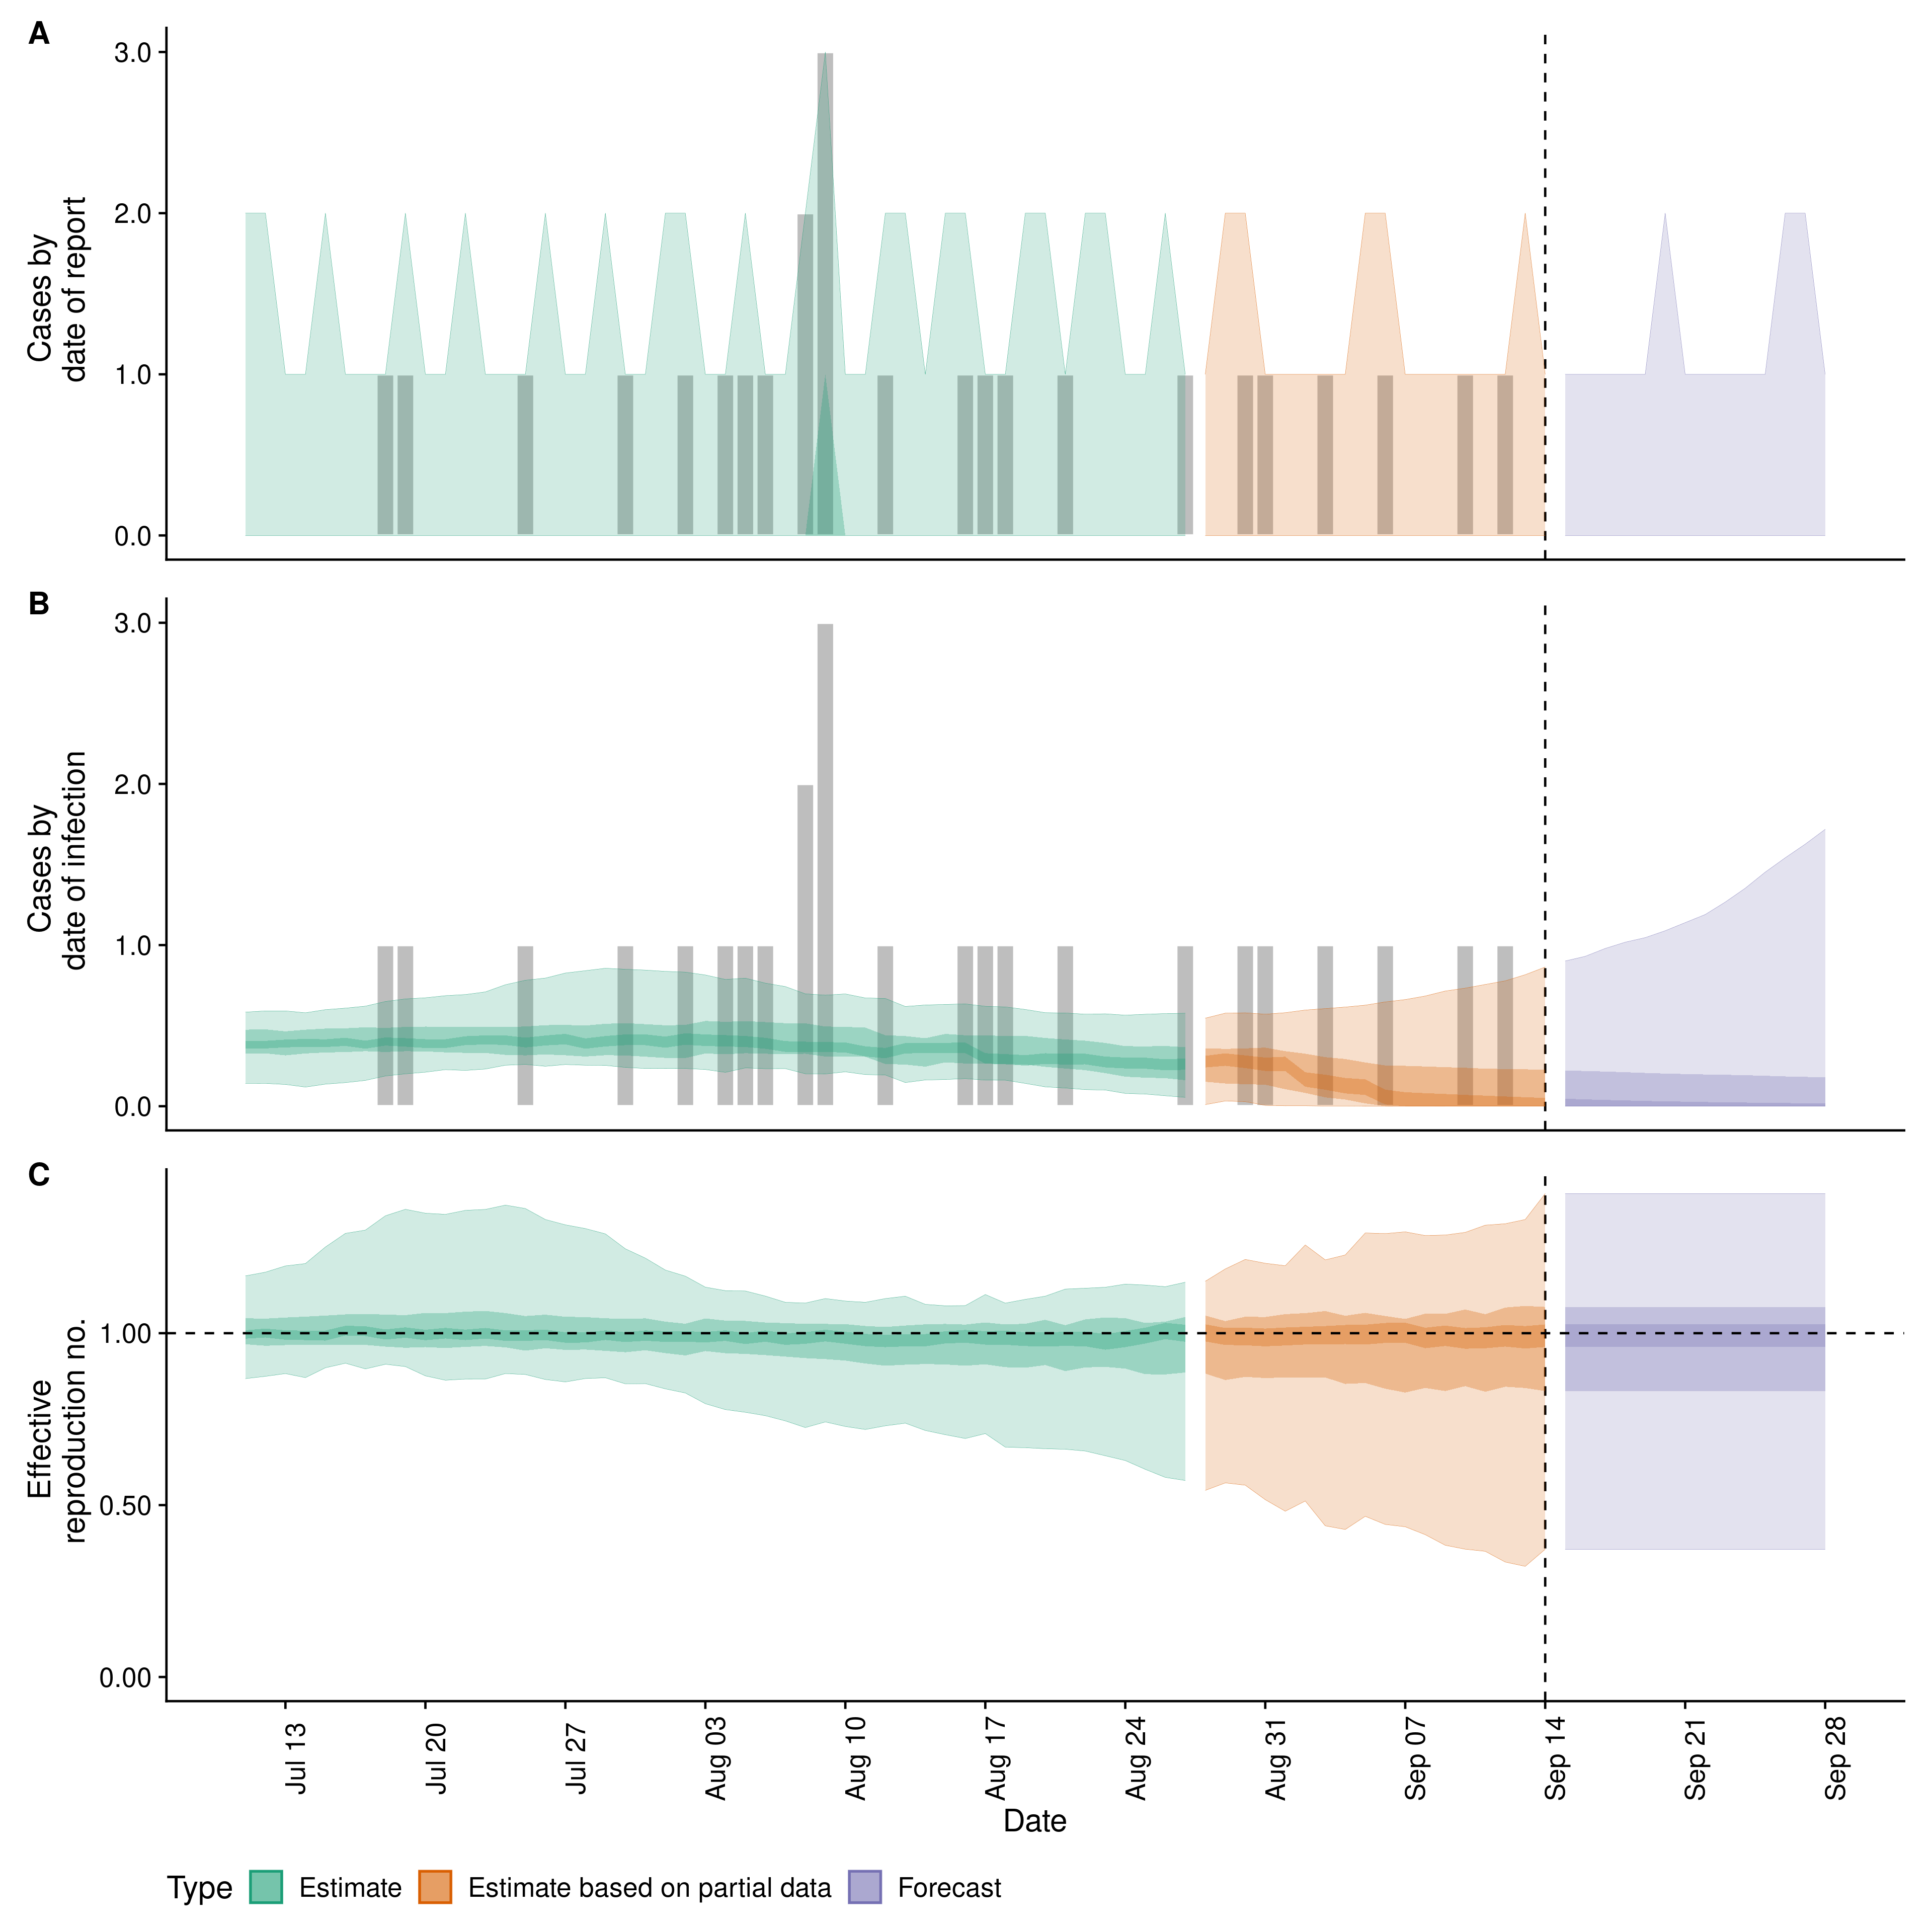 A
3.0
2.0
1.0
0.0
Cases by
date of report
B
3.0
2.0
1.0
0.0
Cases by
date of infection
C
1.00
0.50
0.00
Effective
reproduction no.
Jul 13
Jul 20
Jul 27
Aug 03
Aug 10
Aug 17
Aug 24
Aug 31
Sep 07
Sep 14
Sep 21
Sep 28
Date
Type Estimate Estimate based on partial data Forecast